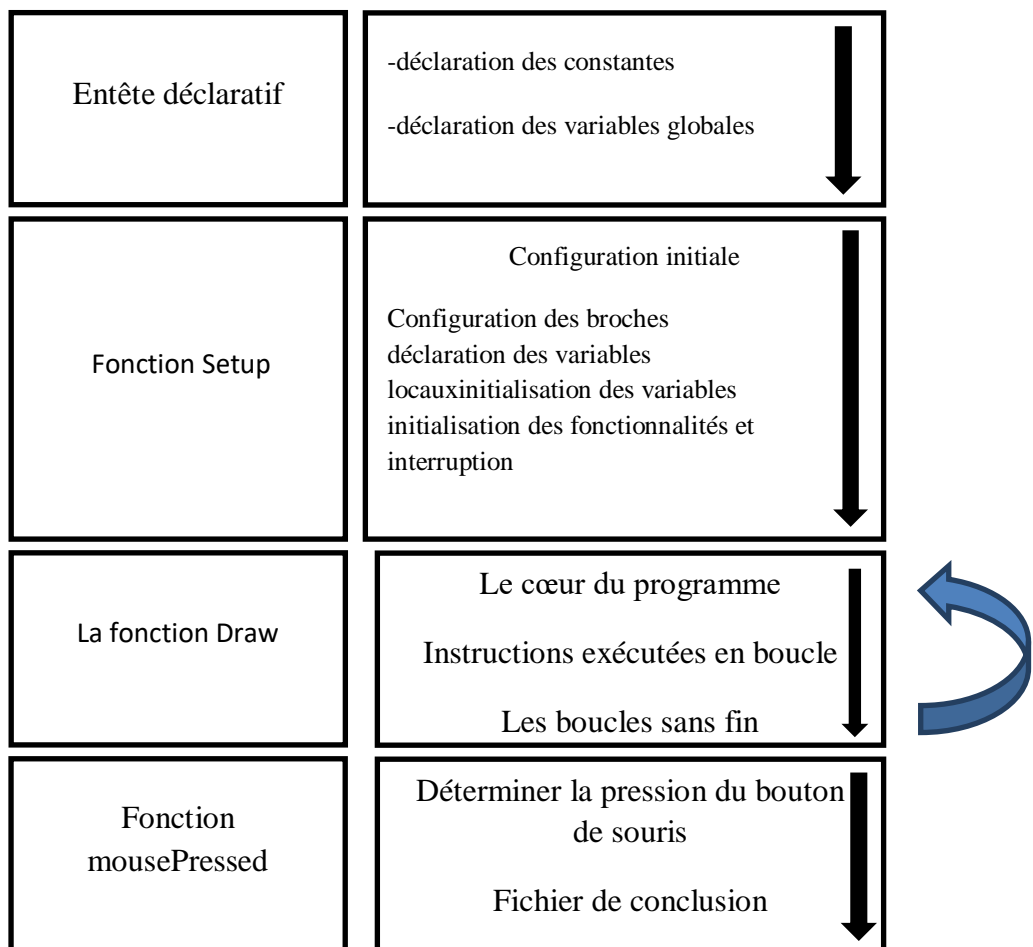 Entête déclaratif
-déclaration des constantes
-déclaration des variables globales
Fonction Setup
Configuration initiale
Configuration des broches
déclaration des variables
locauxinitialisation des variables
initialisation des fonctionnalités et
interruption
La fonction Draw
Le cœur du programme
Instructions exécutées en boucle
Les boucles sans fin
Fonction
mousePressed
Déterminer la pression du bouton
de souris
Fichier de conclusion